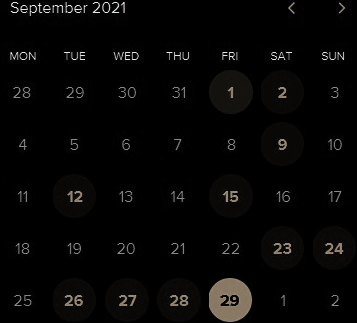 September 2021
MON TUE WED THU FRI SAT SUN
28 29 30 31 1 2 3
4 5 6 7 8 9 10
11 12 13 14 15 16 17
18 19 20 21 22 23 24
25 26 27 28 29 1 2